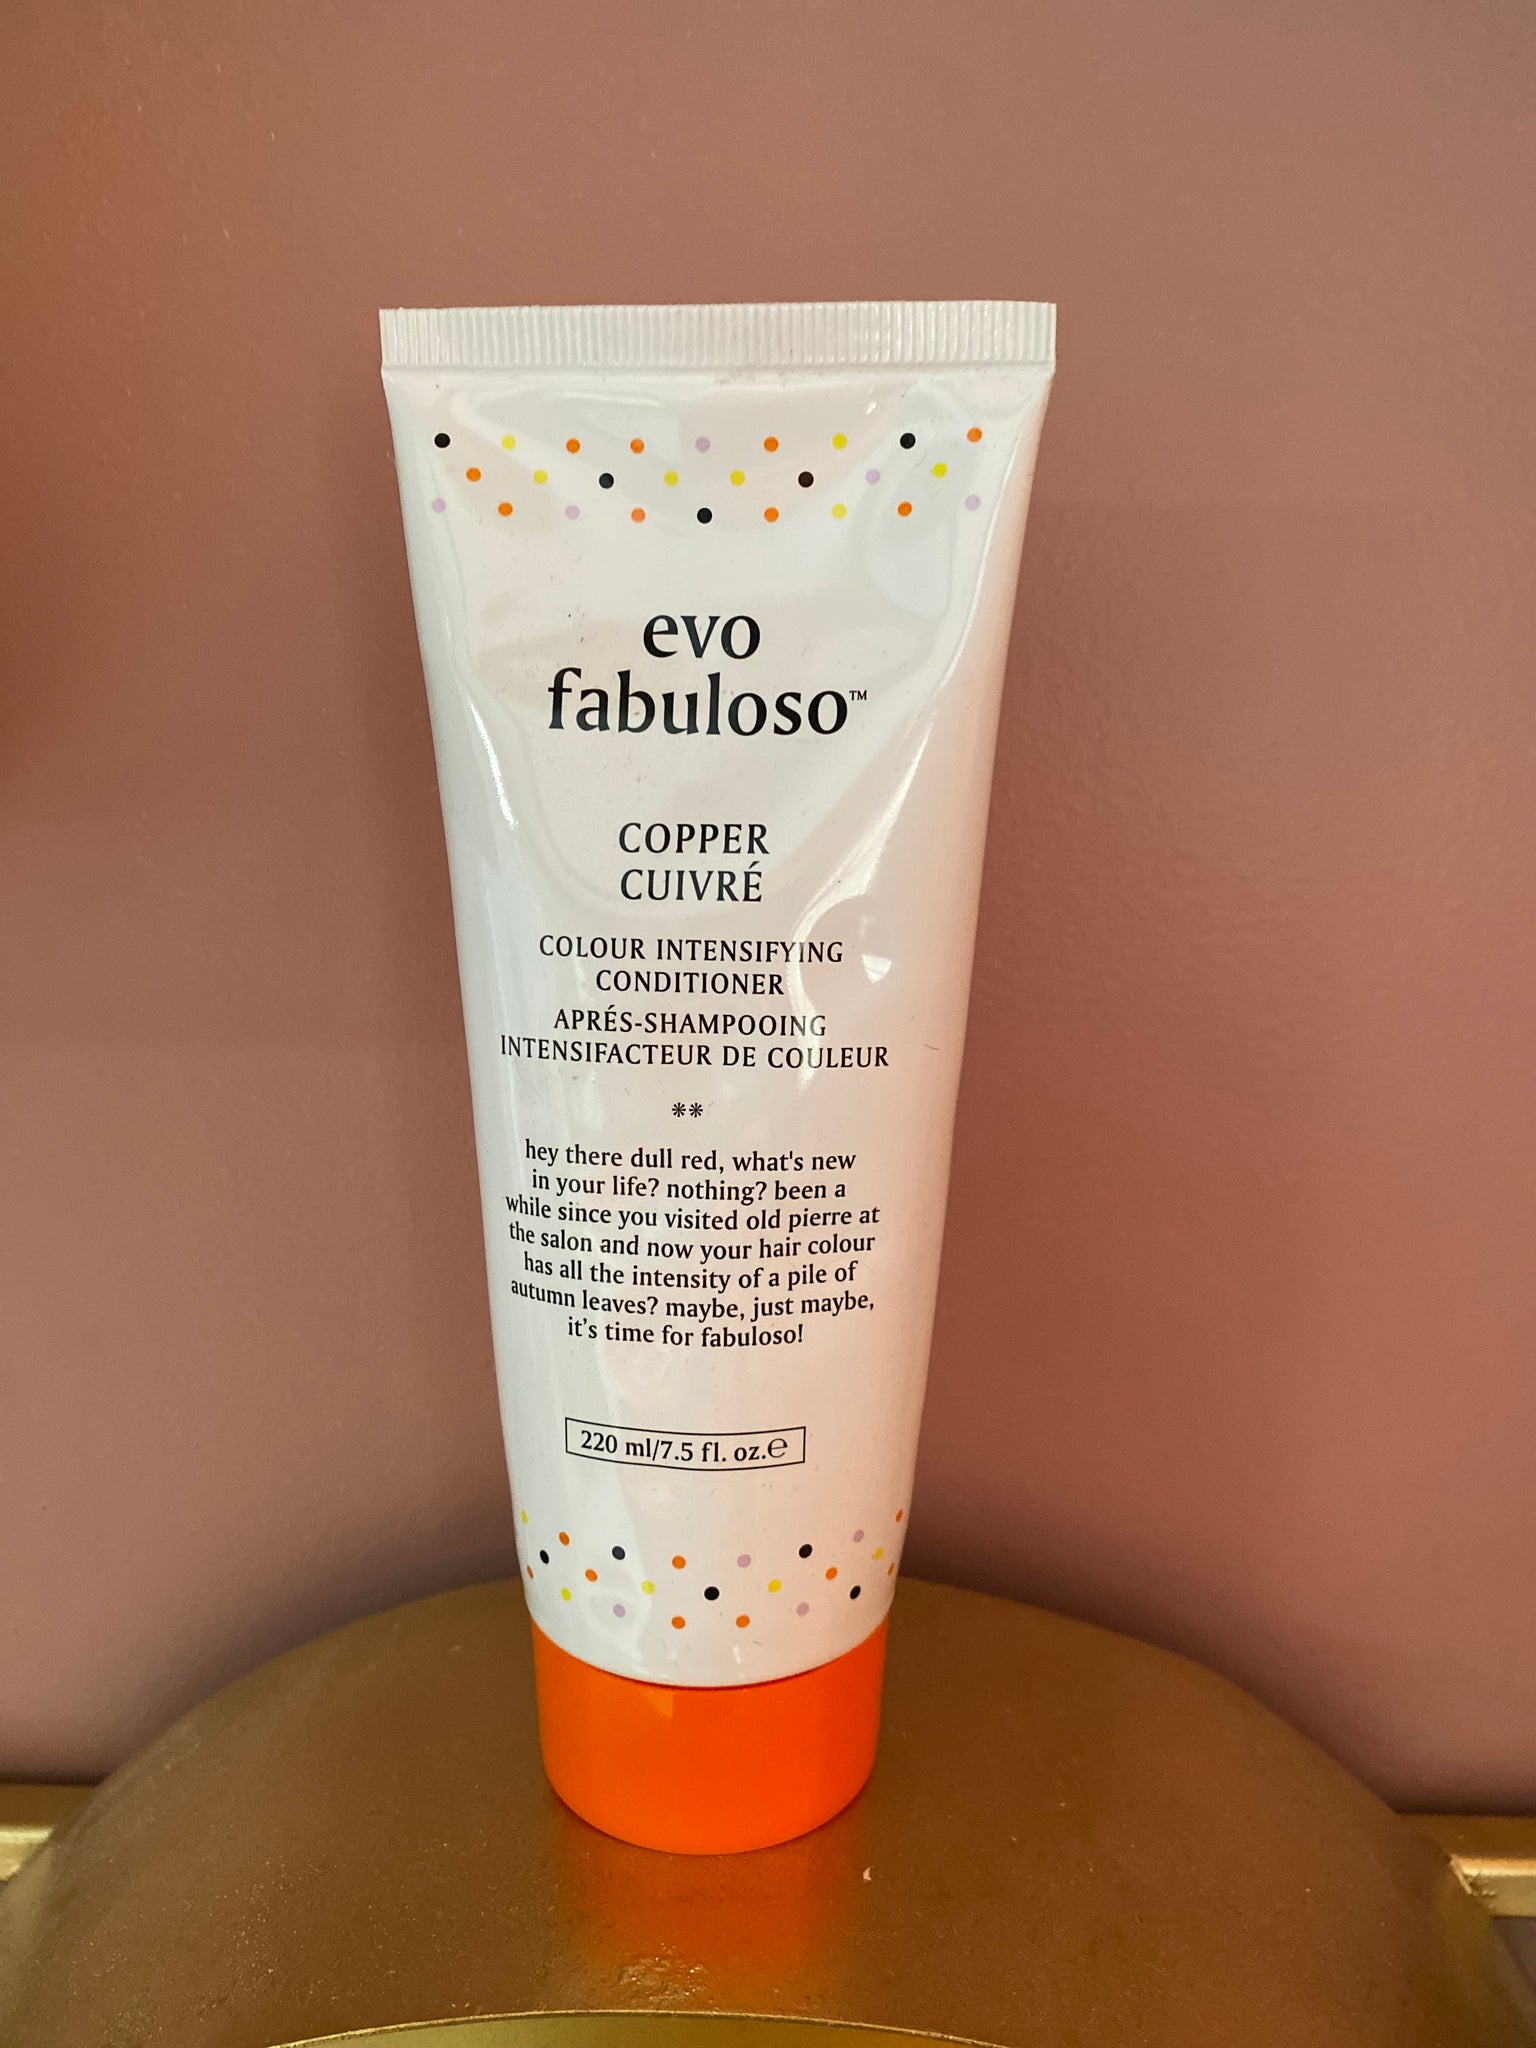 evo
fabuloso™
COPPER
CUIVRÉ
COLOUR INTENSIFYING
CONDITIONER
APRÉS-SHAMPOOING
INTENSIFACTEUR DE COULEUR
**
hey there dull red, what's new
in your life? nothing? been a
while since you visited old pierre at
the salon and now your hair colour
has all the intensity of a pile of
autumn leaves? maybe, just maybe,
it's time for fabuloso!
220 ml/7.5 fl. oz.℮